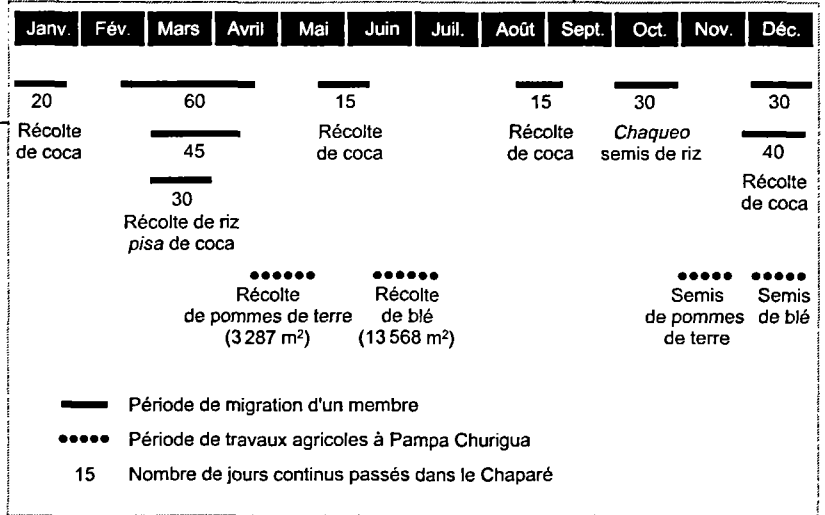 Janv. Fév. Mars Avril Mai Juin Juil. Août Sept. Oct. Nov. Déc.
20 60 15 15 30 30
Récolte de coca
45
Récolte de coca
Récolte de coca
Chaqueo semis de riz
40
Récolte de coca
30
Récolte de riz
pisa de coca
Récolte
de pommes de terre
(3 287 m²)
Récolte
de blé
(13 568 m²)
Semis
de pommes
de terre
Semis
de blé
Période de migration d'un membre
Période de travaux agricoles à Pampa Churigua
15 Nombre de jours continus passés dans le Chaparé